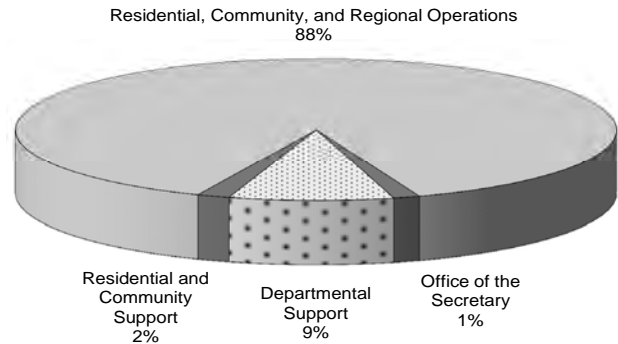 Residential, Community, and Regional Operations
88%
Residential and
Community
Support
2%
Departmental
Support
9%
Office of the
Secretary
1%